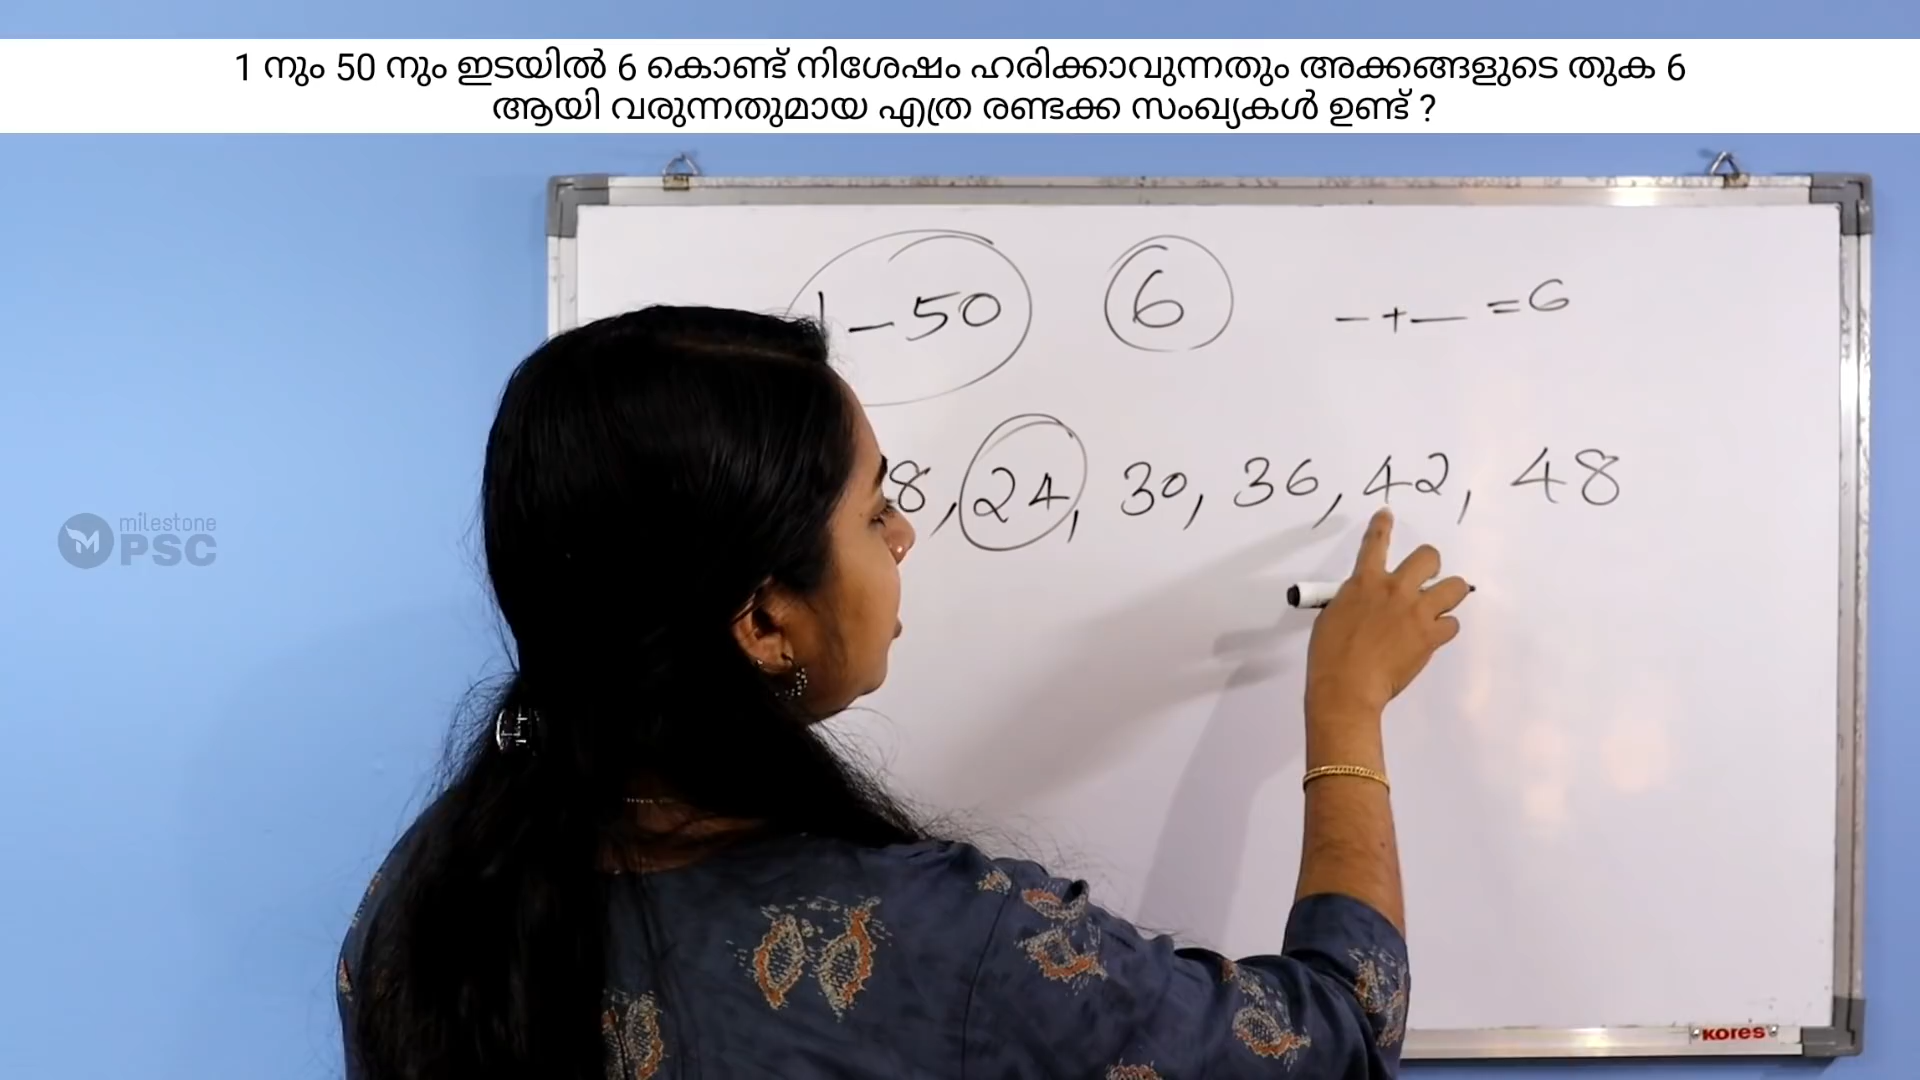 1 നും 50 നും ഇടയിൽ 6 കൊണ്ട് നിശേഷം ഹരിക്കാവുന്നതും അക്കങ്ങളുടെ തുക 6
ആയി വരുന്നതുമായ എത്ര രണ്ടക്ക സംഖ്യകൾ ഉണ്ട് ?
1 – 50 6 – + — = 6
8, 24, 30, 36, 42, 48
milestone
PSC
KORES